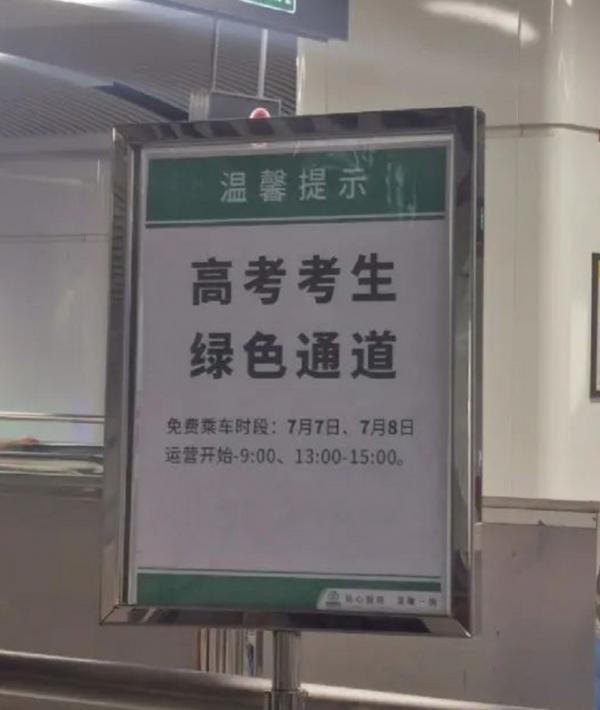 温馨提示
高考考生
绿色通道
免费乘车时段：7月7日、7月8日
运营开始-9:00、13:00-15:00。